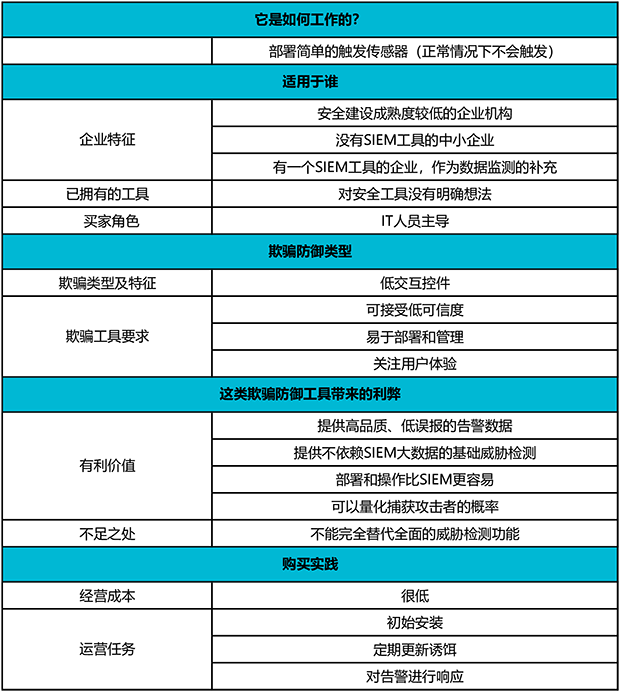 它是如何工作的？
部署简单的触发传感器（正常情况下不会触发）
适用于谁
企业特征
安全建设成熟度较低的企业机构
没有SIEM工具的中小企业
有一个SIEM工具的企业，作为数据监测的补充
已拥有的工具
对安全工具没有明确想法
买家角色
IT人员主导
欺骗防御类型
欺骗类型及特征
低交互控件
欺骗工具要求
可接受低可信度
易于部署和管理
关注用户体验
这类欺骗防御工具带来的利弊
有利价值
提供高品质、低误报的告警数据
提供不依赖SIEM大数据的基础威胁检测
部署和操作比SIEM更容易
可以量化捕获攻击者的概率
不足之处
不能完全替代全面的威胁检测功能
购买实践
经营成本
很低
运营任务
初始安装
定期更新诱饵
对告警进行响应